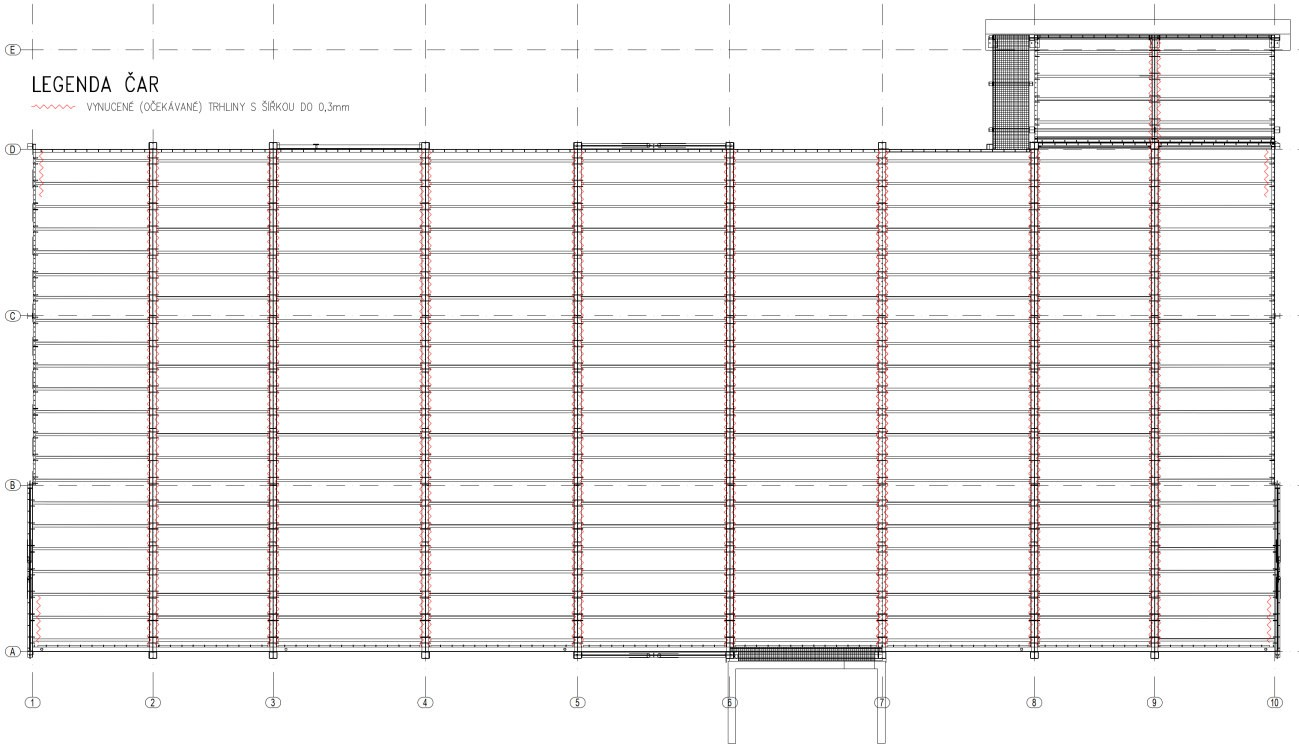 E
LEGENDA ČAR
VYNUCENÉ (OČEKÁVANÉ) TRHLINY S ŠÍŘKOU DO 0,3mm
D
C
B
A
1 2 3 4 5 6 7 8 9 10